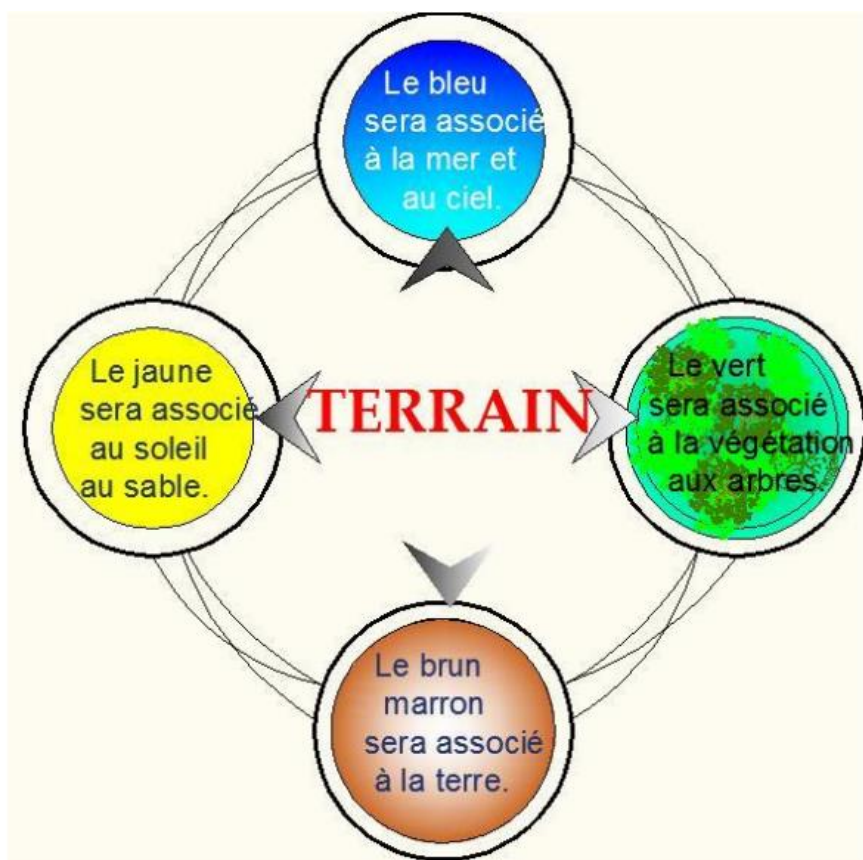 Le bleu
sera associé
à la mer et
au ciel.
Le jaune
sera associé
au soleil
au sable.
TERRAIN
Le vert
sera associé
à la végétation
aux arbres.
Le brun
marron
sera associé
à la terre.